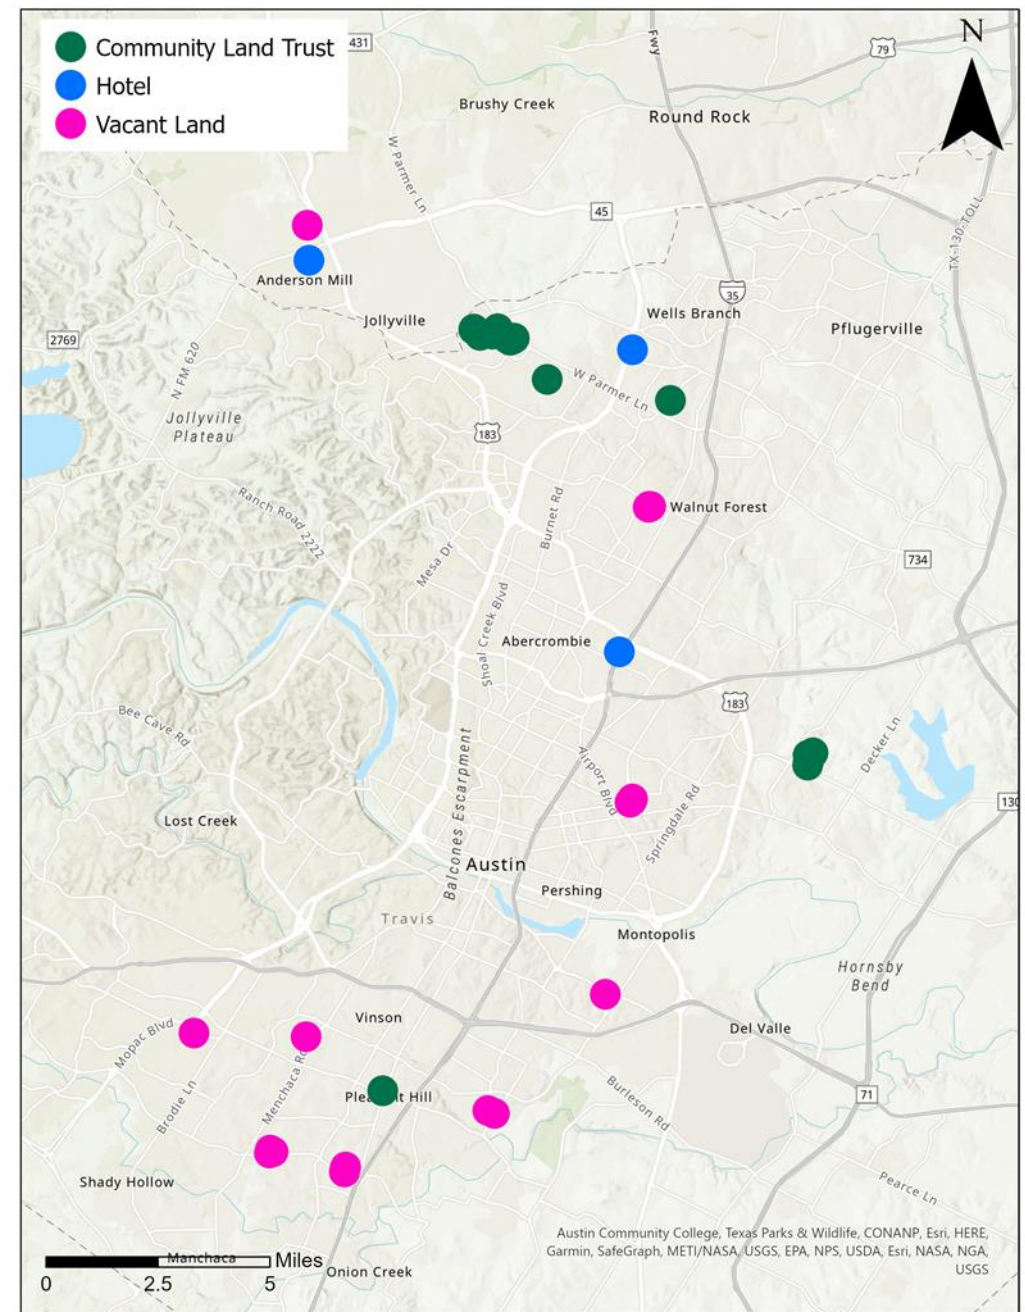 Community Land Trust
Hotel
Vacant Land
431
Fwy
79
N
Brushy Creek
Round Rock
W Parmer Ln
45
TX-130-TOLL
Anderson Mill
35
Jollyville
Wells Branch
Pflugerville
2769
N FM 620
W Parmer Ln
Jollyville
Plateau
183
Ranch Road 2222
Burnet Rd
Walnut Forest
Mesa Dr
734
Shoal Creek Blvd
Abercrombie
183
Bee Cave Rd
Decker Ln
Balcones Escarpment
Airport Blvd
130
Lost Creek
Springdale Rd
Austin
Pershing
Travis
Montopolis
Hornsby
Bend
Vinson
Del Valle
Mopac Blvd
Menchaca Rd
Brodie Ln
Hill
Burleson Rd
71
Shady Hollow
Pearce Ln
Austin Community College, Texas Parks & Wildlife, CONANP, Esri, HERE,
Garmin, SafeGraph, METI/NASA, USGS, EPA, NPS, USDA, Esri, NASA, NGA,
USGS
Manchaca
Miles
Onion Creek
0 2.5 5